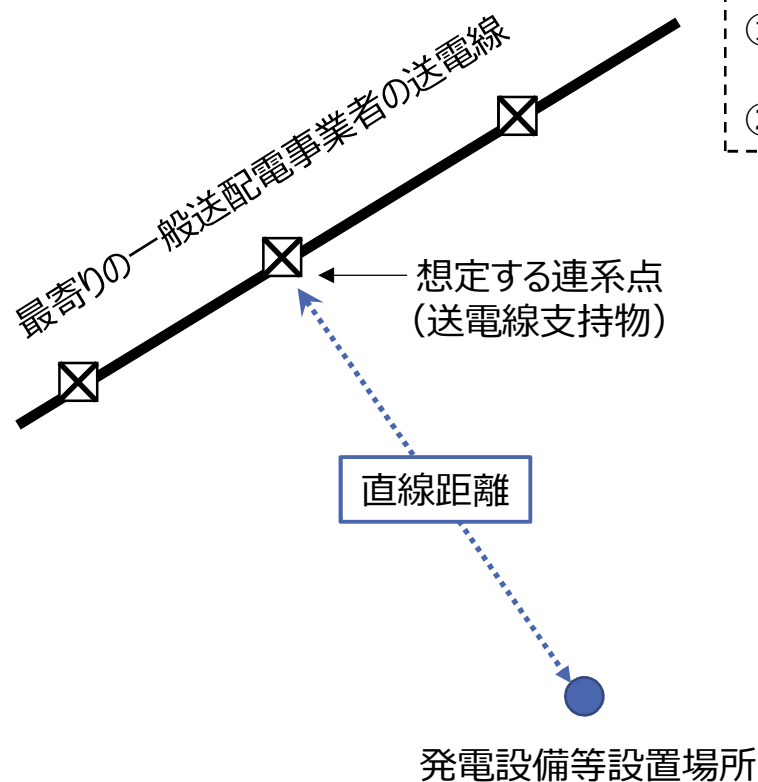 最寄りの一般送配電事業者の送電線
想定する連系点
（送電線支持物）
直線距離
発電設備等設置場所